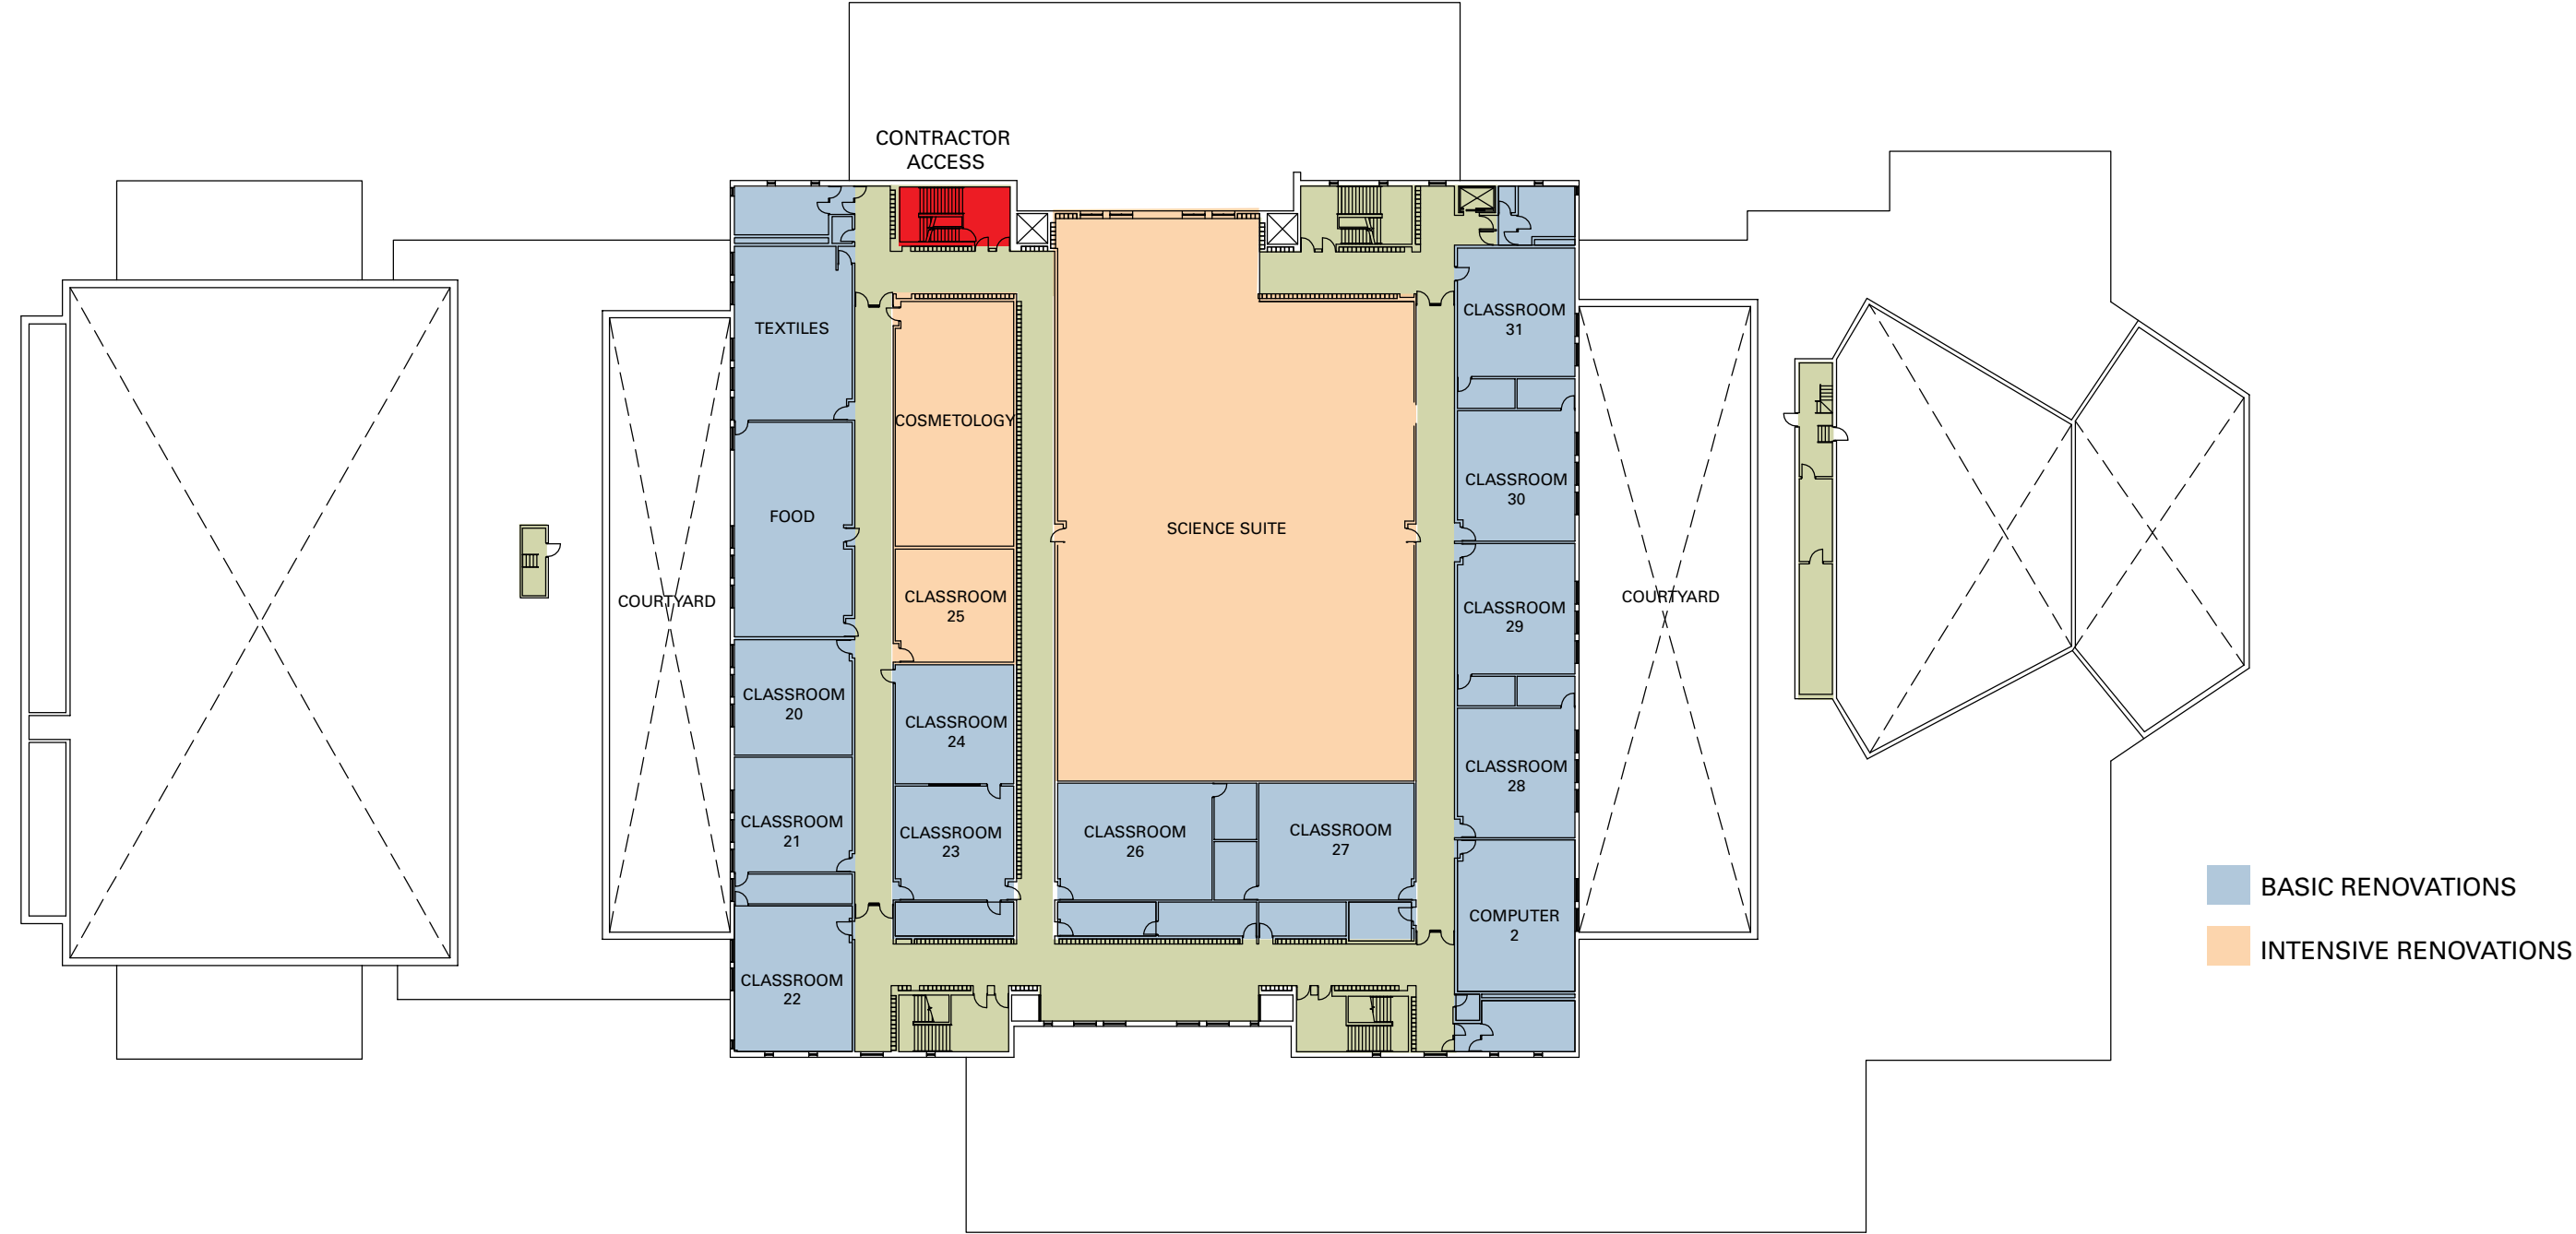 CONTRACTOR
ACCESS
TEXTILES
CLASSROOM
31
COSMETOLOGY
CLASSROOM
30
FOOD
SCIENCE SUITE
COURTYARD
CLASSROOM
25
CLASSROOM
29
COURTYARD
CLASSROOM
20
CLASSROOM
24
CLASSROOM
28
CLASSROOM
21
CLASSROOM
23
CLASSROOM
26
CLASSROOM
27
COMPUTER
2
CLASSROOM
22
BASIC RENOVATIONS
INTENSIVE RENOVATIONS